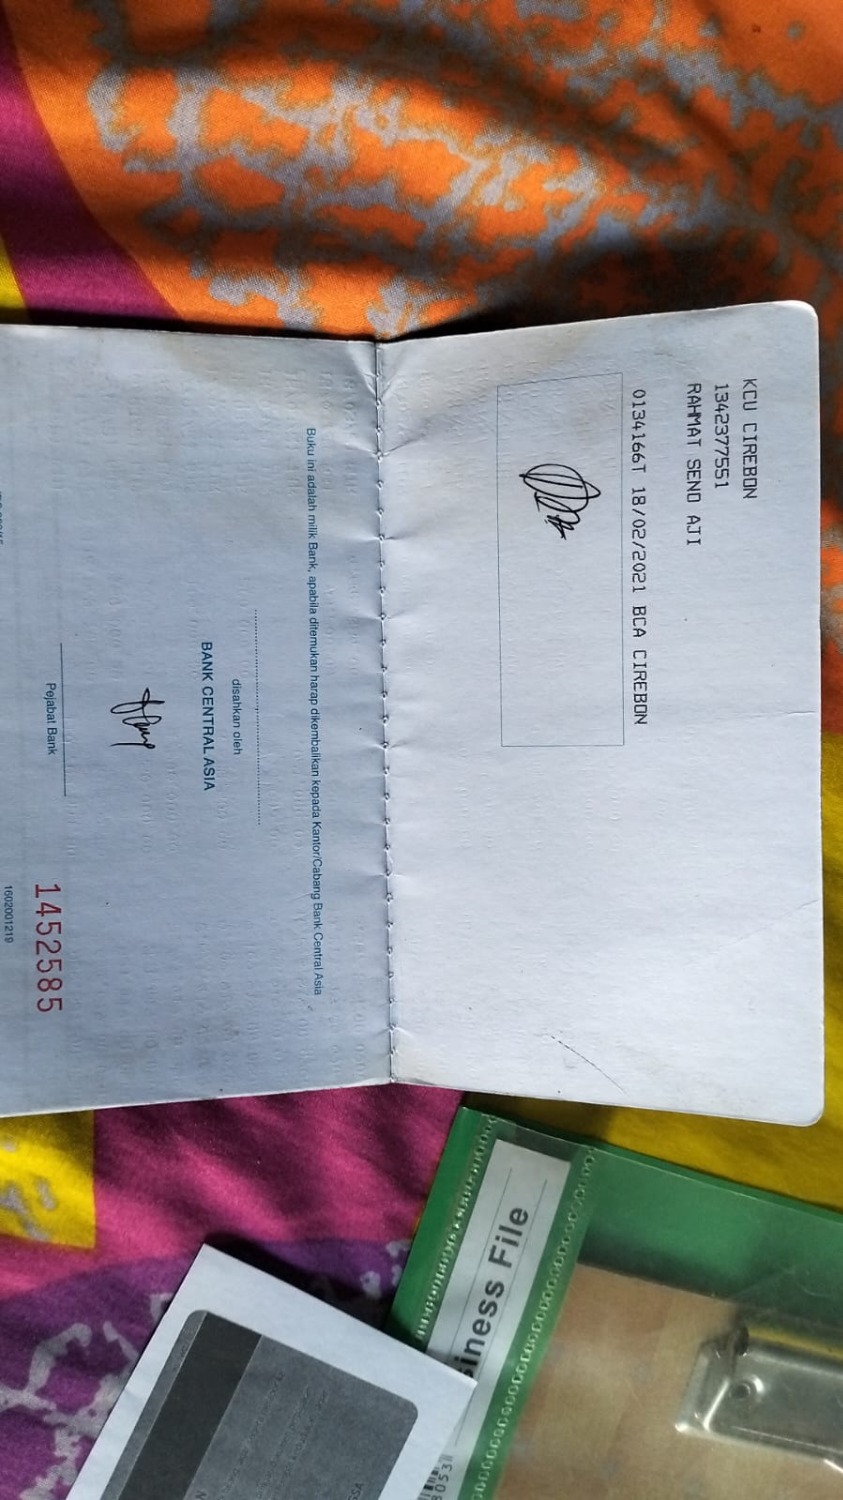 KCU CIREBON
1342377551
RAHMAT SENO AJI
0134166T 18/02/2021 BCA CIREBON
Buku ini adalah milik Bank, apabila ditemukan harap dikembalikan kepada Kantor/Cabang Bank Central Asia
disahkan oleh
BANK CENTRAL ASIA
Pejabat Bank
1452585
1602001219
iness File